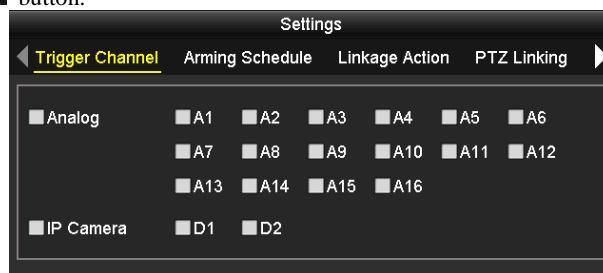 button.
Settings
Trigger Channel Arming Schedule Linkage Action PTZ Linking
Analog A1 A2 A3 A4 A5 A6
A7 A8 A9 A10 A11 A12
A13 A14 A15 A16
IP Camera D1 D2